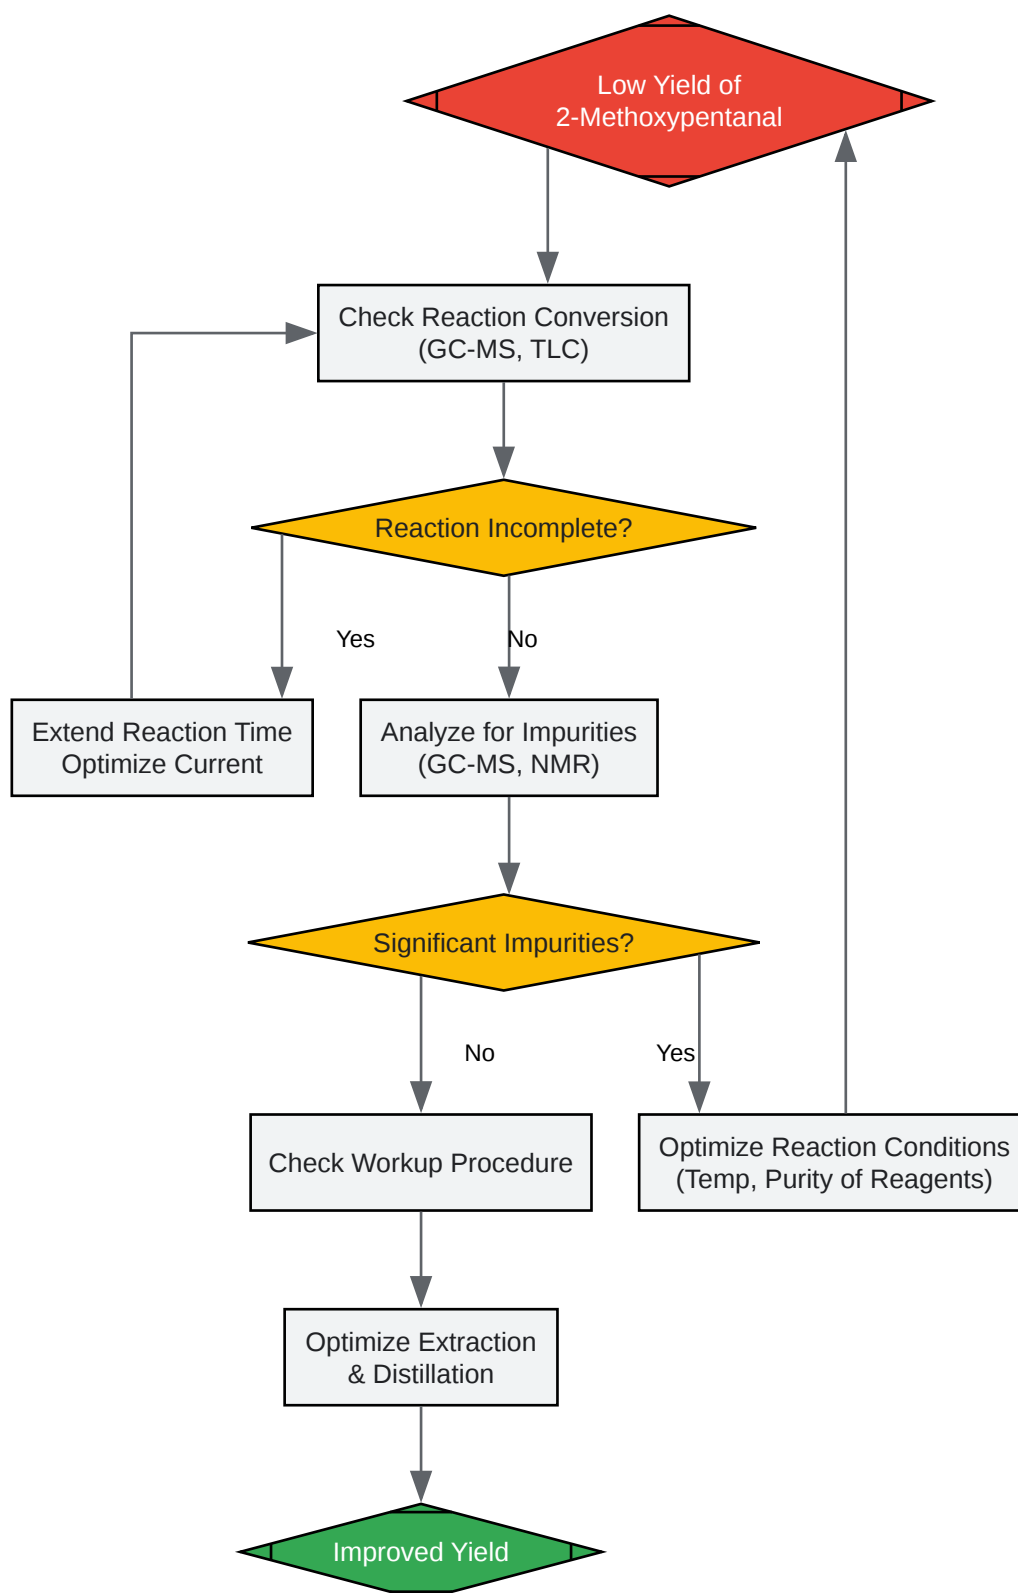 Low Yield of
2-Methoxypentanal
Check Reaction Conversion
(GC-MS, TLC)
Reaction Incomplete?
Yes
No
Extend Reaction Time
Optimize Current
Analyze for Impurities
(GC-MS, NMR)
Significant Impurities?
No
Yes
Check Workup Procedure
Optimize Reaction Conditions
(Temp, Purity of Reagents)
Optimize Extraction
& Distillation
Improved Yield